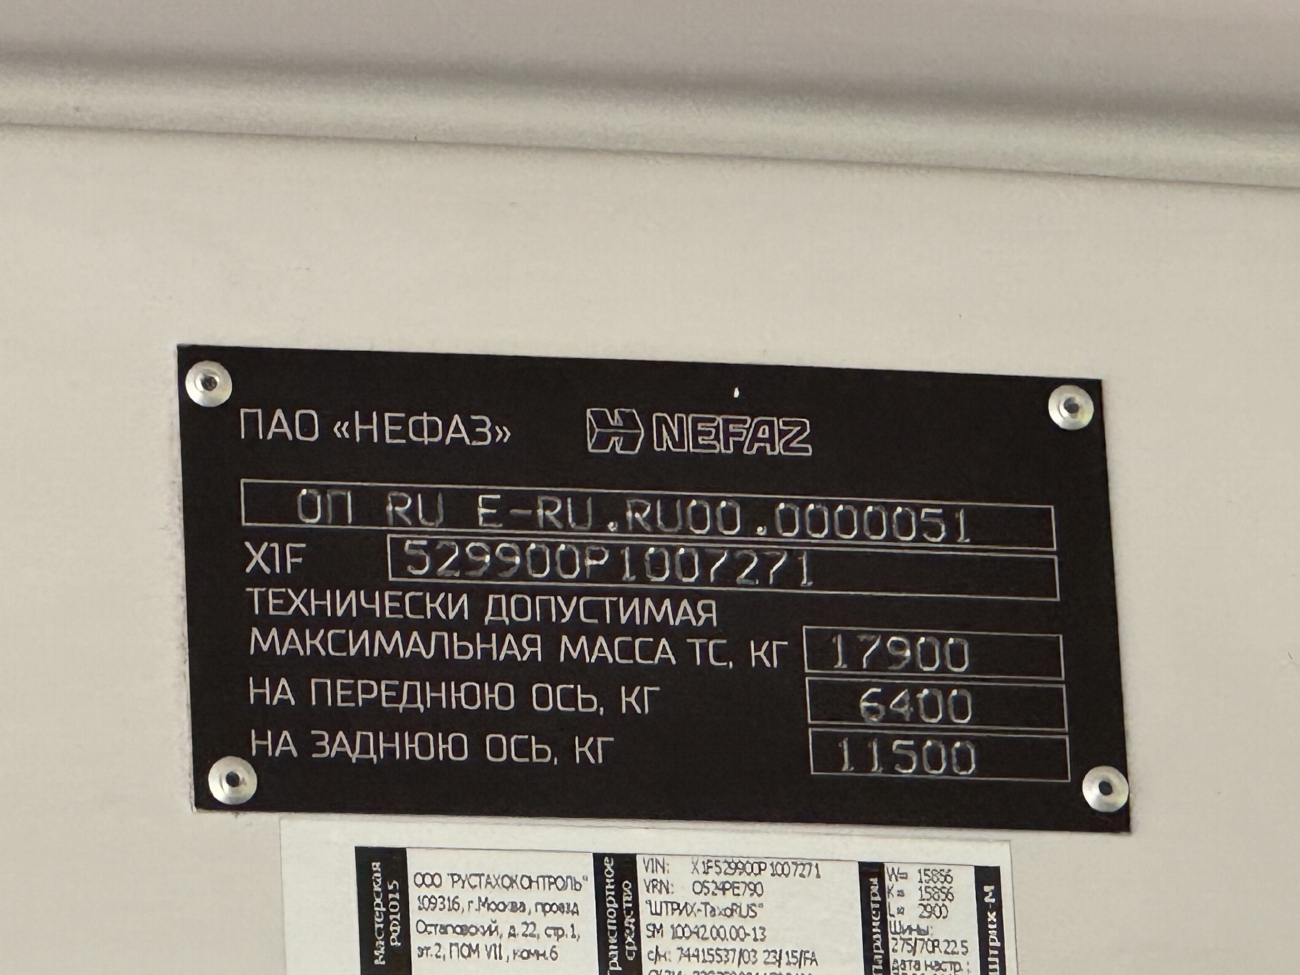 ПАО «НЕФАЗ» NEFAZ
ОП RU E-RU.RU00.0000051
X1F 529900P1007271
ТЕХНИЧЕСКИ ДОПУСТИМАЯ
МАКСИМАЛЬНАЯ МАССА ТС, КГ 17900
НА ПЕРЕДНЮЮ ОСЬ, КГ 6400
НА ЗАДНЮЮ ОСЬ, КГ 11500
Мастерская
РФ1015
ООО "РУСТАХОКОНТРОЛЬ"
109316, г.Москва, проезд
Остаповский, д.22, стр.1,
эт.2, ПОМ VII, комн.6
транспортное
средство
VIN: X1F529900P1007271
VRN: О524РЕ790
"ШТРИХ-ТахоRUS"
SM 10042.00.00-13
с/н: 74415537/03 23/15/FA
Параметры
W= 15856
K= 15856
L= 2900
Шины:
275/70R22.5
дата настр.:
Штрих-М